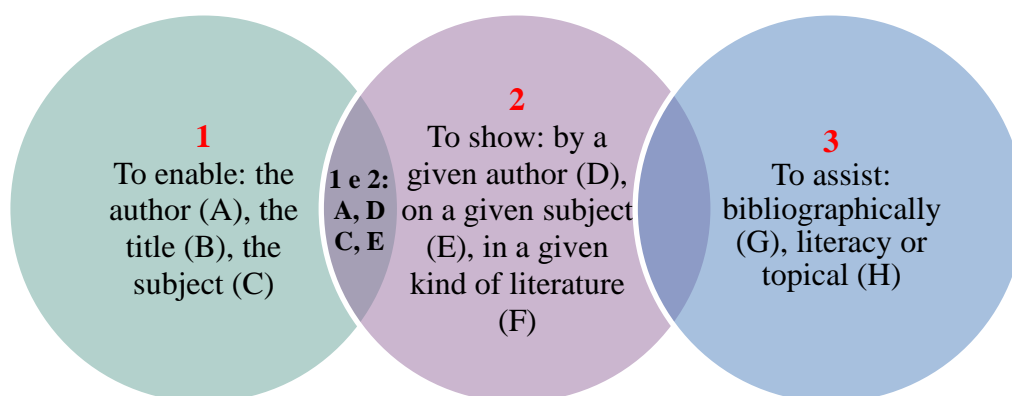 1
To enable: the
author (A), the
title (B), the
subject (C)
1 e 2:
A, D
C, E
2
To show: by a
given author (D),
on a given subject
(E), in a given
kind of literature
(F)
3
To assist:
bibliographically
(G), literacy or
topical (H)